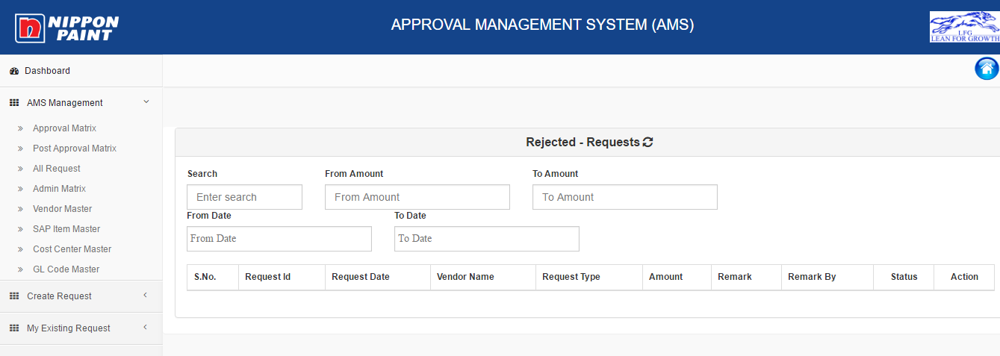 NIPPON
PAINT
APPROVAL MANAGEMENT SYSTEM (AMS)
LFG
LEAN FOR GROWTH
Dashboard
AMS Management
Approval Matrix
Post Approval Matrix
All Request
Admin Matrix
Vendor Master
SAP Item Master
Cost Center Master
GL Code Master
Create Request
My Existing Request
Rejected - Requests
Search From Amount To Amount
Enter search From Amount To Amount
From Date To Date
From Date To Date
S.No. Request Id Request Date Vendor Name Request Type Amount Remark Remark By Status Action